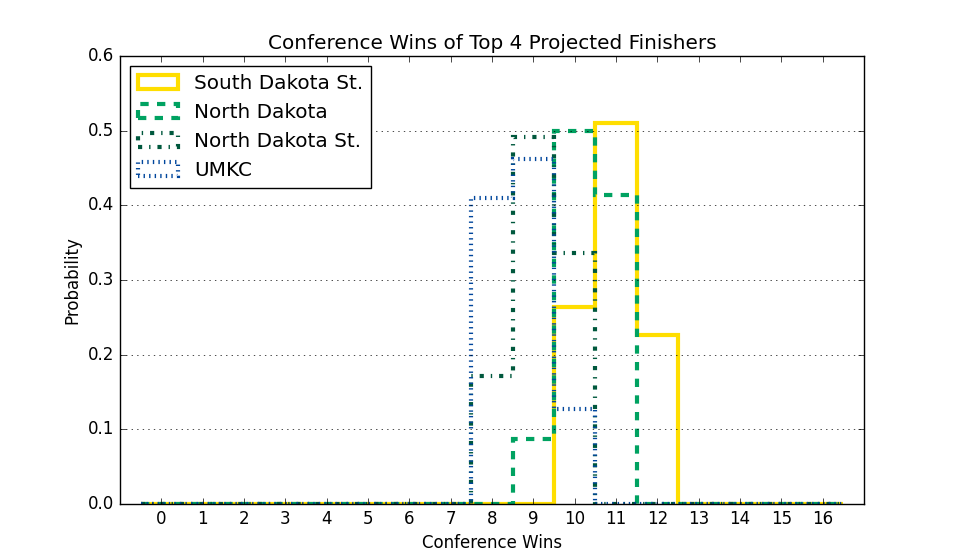 Conference Wins of Top 4 Projected Finishers
South Dakota St.
North Dakota
North Dakota St.
UMKC
0.6
0.5
0.4
0.3
0.2
0.1
0.0
Probability
0 1 2 3 4 5 6 7 8 9 10 11 12 13 14 15 16
Conference Wins